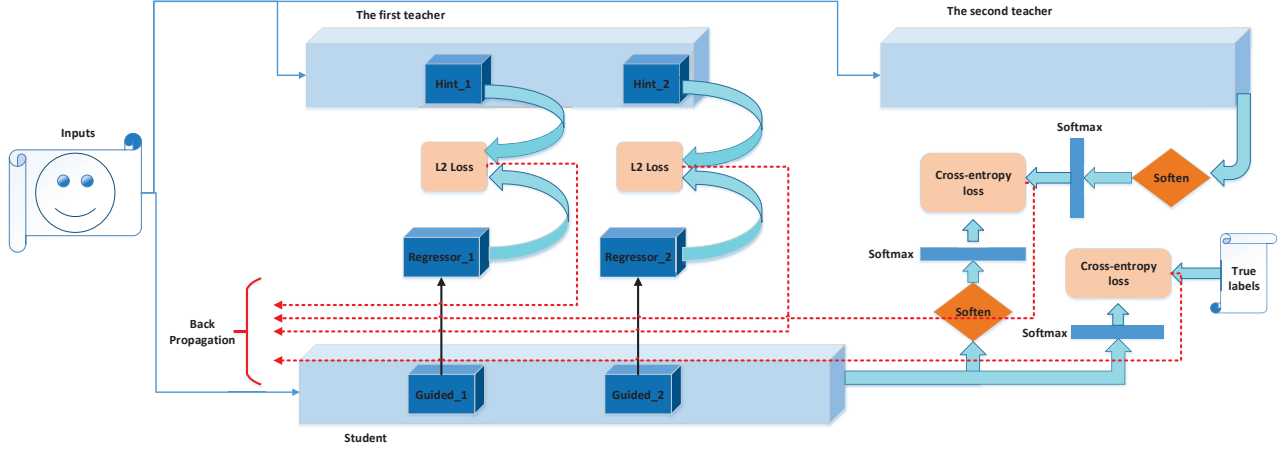 The first teacher
The second teacher
Hint_1
Hint_2
Inputs
Softmax
L2 Loss
L2 Loss
Cross-entropy
loss
Soften
Softmax
Regressor_1
Regressor_2
Cross-entropy
loss
True
labels
Back
Propagation
Soften
Softmax
Guided_1
Guided_2
Student